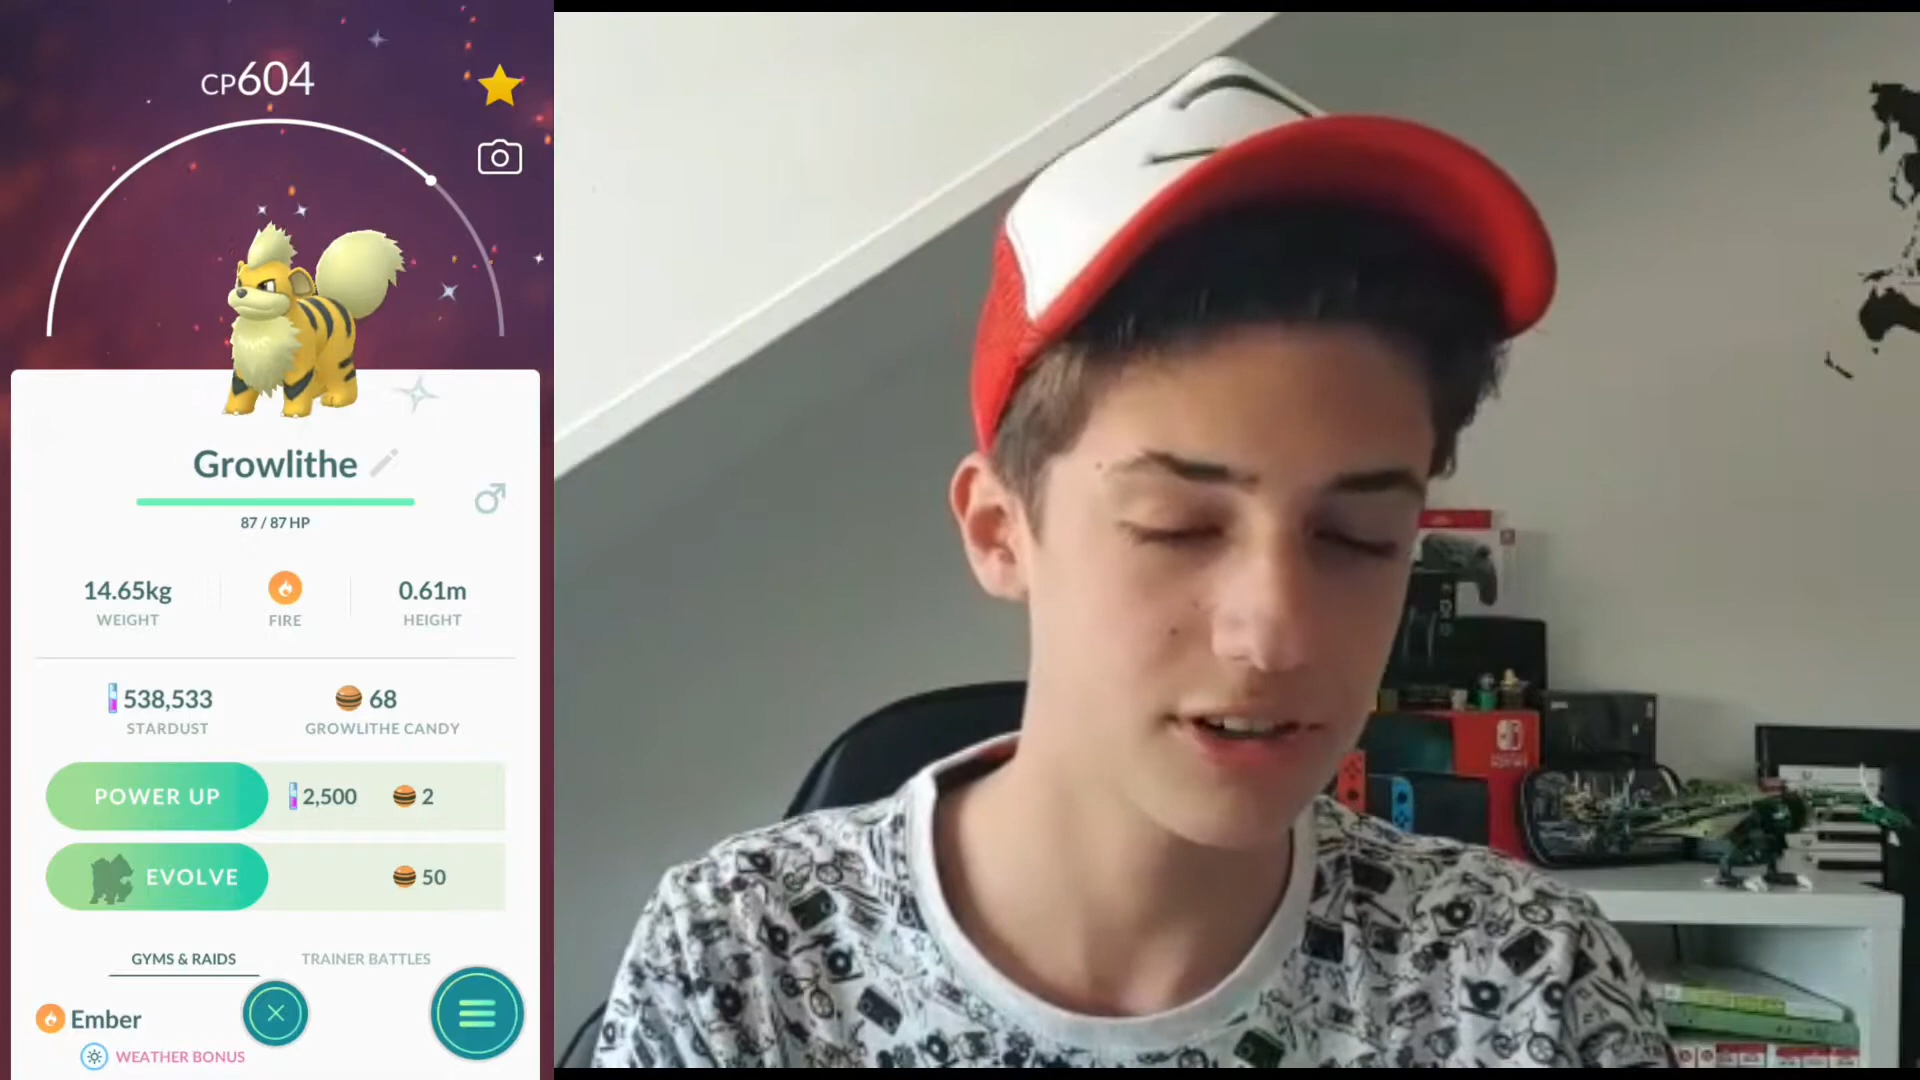 CP604
Growlithe
87 / 87 HP
14.65kg
WEIGHT
FIRE
0.61m
HEIGHT
538,533
STARDUST
68
GROWLITHE CANDY
POWER UP
2,500
2
EVOLVE
50
GYMS & RAIDS
TRAINER BATTLES
Ember
WEATHER BONUS